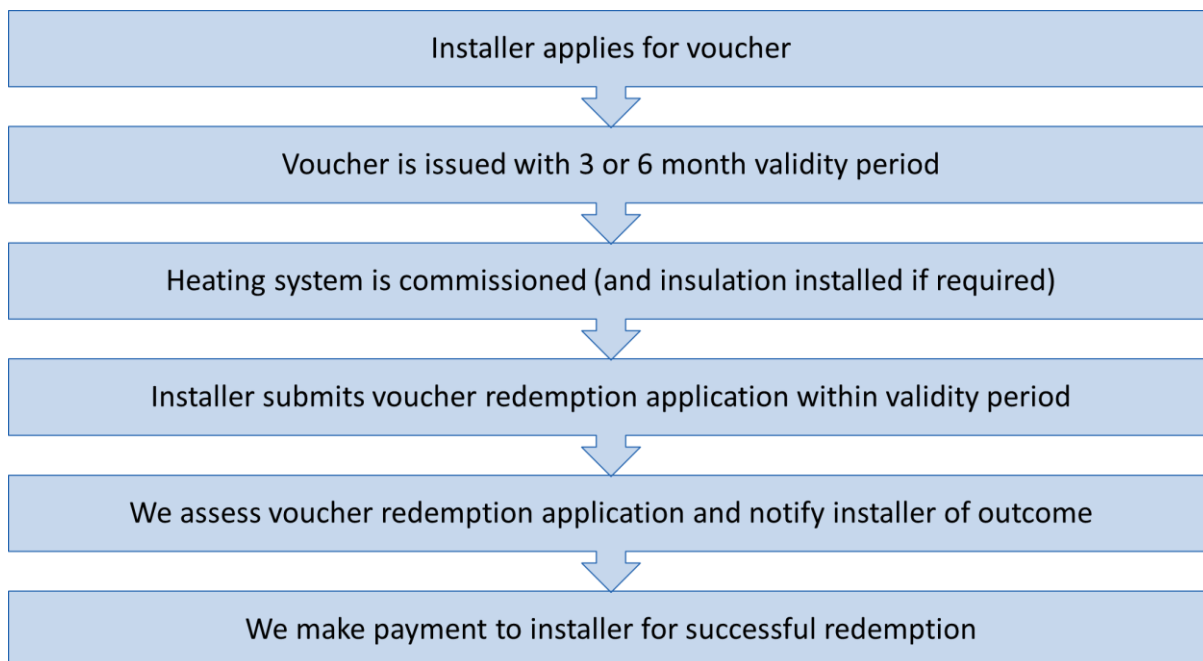 Installer applies for voucher
Voucher is issued with 3 or 6 month validity period
Heating system is commissioned (and insulation installed if required)
Installer submits voucher redemption application within validity period
We assess voucher redemption application and notify installer of outcome
We make payment to installer for successful redemption